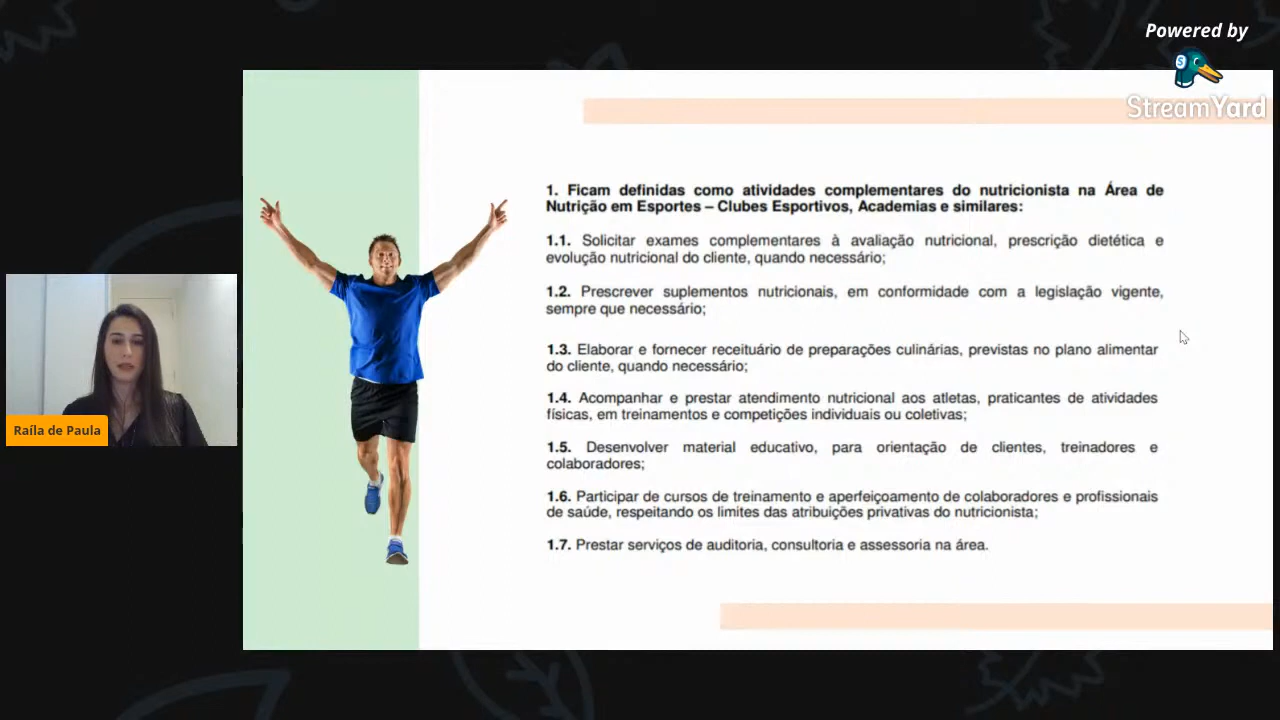 Powered by
StreamYard
1. Ficam definidas como atividades complementares do nutricionista na Área de
Nutrição em Esportes – Clubes Esportivos, Academias e similares:
1.1. Solicitar exames complementares à avaliação nutricional, prescrição dietética e
evolução nutricional do cliente, quando necessário;
1.2. Prescrever suplementos nutricionais, em conformidade com a legislação vigente,
sempre que necessário;
1.3. Elaborar e fornecer receituário de preparações culinárias, previstas no plano alimentar
do cliente, quando necessário;
1.4. Acompanhar e prestar atendimento nutricional aos atletas, praticantes de atividades
físicas, em treinamentos e competições individuais ou coletivas;
1.5. Desenvolver material educativo, para orientação de clientes, treinadores e
colaboradores;
1.6. Participar de cursos de treinamento e aperfeiçoamento de colaboradores e profissionais
de saúde, respeitando os limites das atribuições privativas do nutricionista;
1.7. Prestar serviços de auditoria, consultoria e assessoria na área.
Raíla de Paula